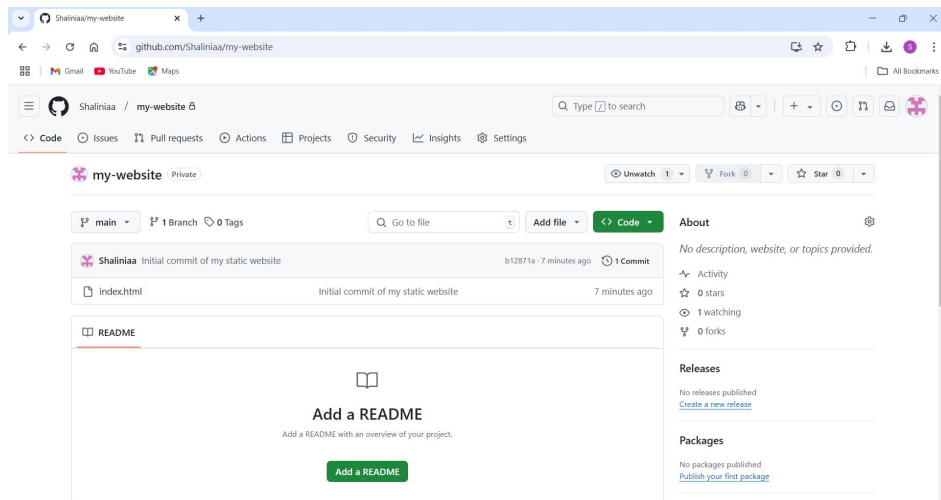 Shaliniaa/my-website
github.com/Shaliniaa/my-website
Gmail YouTube Maps All Bookmarks
Shaliniaa / my-website Type / to search
Code Issues Pull requests Actions Projects Security Insights Settings
my-website Private Unwatch 1 Fork 0 Star 0
main 1 Branch 0 Tags Go to file t Add file Code
Shaliniaa Initial commit of my static website b12871a · 7 minutes ago 1 Commit
index.html Initial commit of my static website 7 minutes ago
README
Add a README
Add a README with an overview of your project.
Add a README
About
No description, website, or topics provided.
Activity
0 stars
1 watching
0 forks
Releases
No releases published
Create a new release
Packages
No packages published
Publish your first package